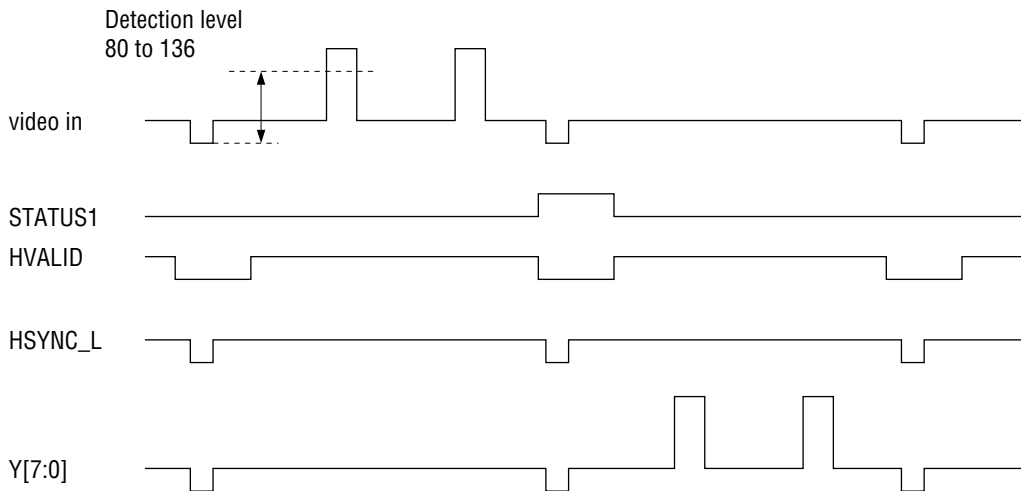 Detection level
80 to 136
video in
STATUS1
HVALID
HSYNC_L
Y[7:0]